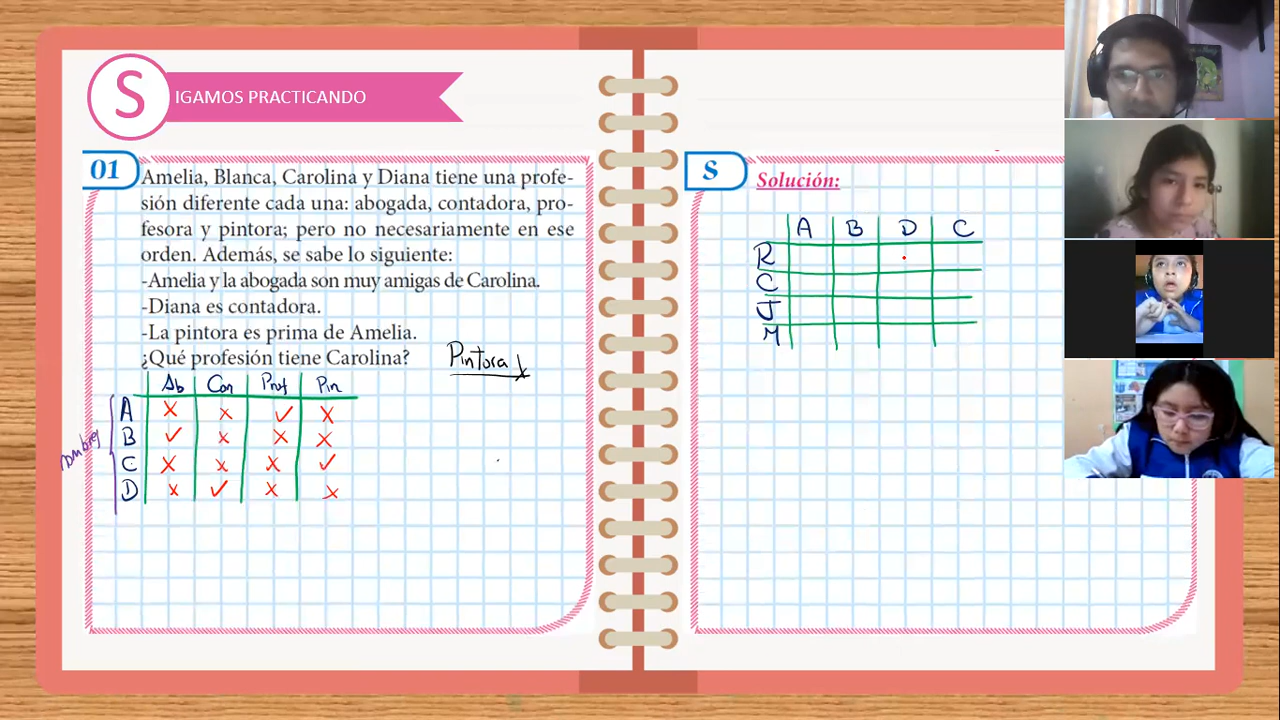 S
IGAMOS PRACTICANDO
01
Amelia, Blanca, Carolina y Diana tiene una profe-
sión diferente cada una: abogada, contadora, pro-
fesora y pintora; pero no necesariamente en ese
orden. Además, se sabe lo siguiente:
-Amelia y la abogada son muy amigas de Carolina.
-Diana es contadora.
-La pintora es prima de Amelia.
¿Qué profesión tiene Carolina? Pintora
Ab Con Prof Pin
A X X ✓ X
B ✓ X X X
C X X X ✓
D X ✓ X X
nombres
S
Solución:
A B D C
R
C
J
M